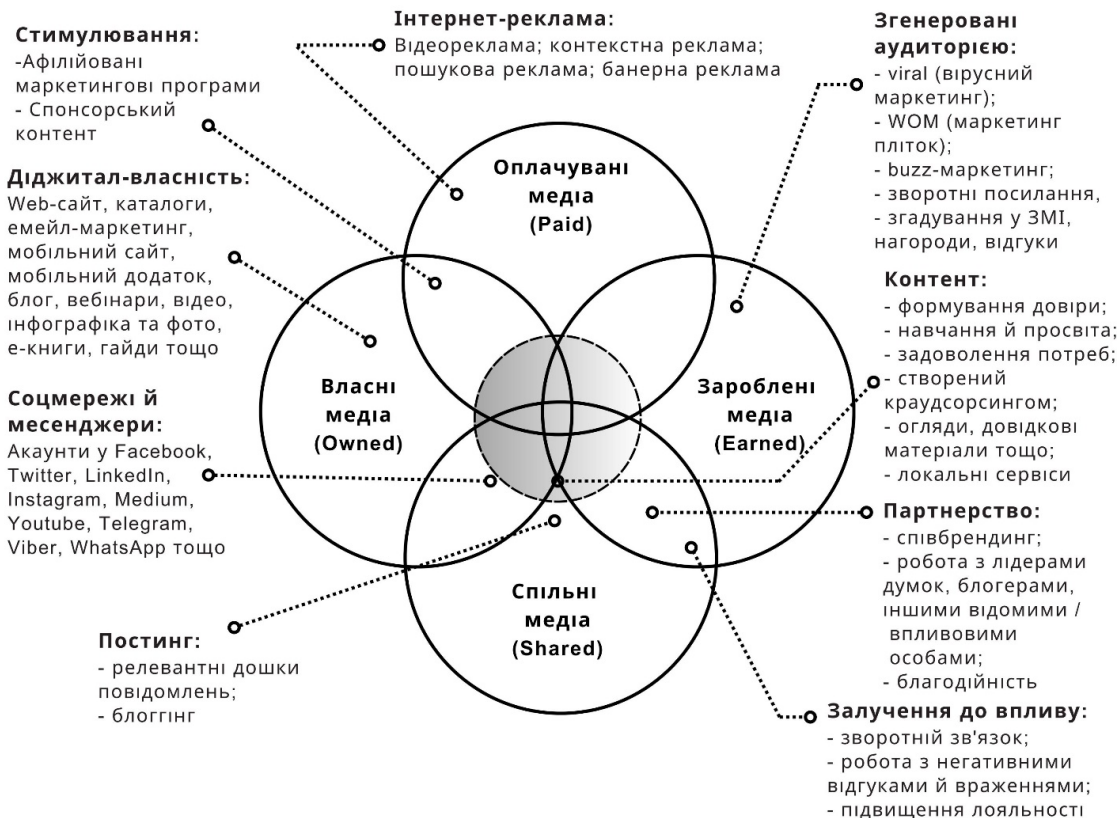 Стимулювання:
-Афілійовані
маркетингові програми
- Спонсорський
контент
Інтернет-реклама:
Відеореклама; контекстна реклама;
пошукова реклама; банерна реклама
Згенеровані
аудиторією:
- viral (вірусний
маркетинг);
- WOM (маркетинг
пліток);
- buzz-маркетинг;
- зворотні посилання,
- згадування у ЗМІ,
нагороди, відгуки
Діджитал-власність:
Web-сайт, каталоги,
емейл-маркетинг,
мобільний сайт,
мобільний додаток,
блог, вебінари, відео,
інфографіка та фото,
е-книги, гайди тощо
Оплачувані
медіа
(Paid)
Власні
медіа
(Owned)
Зароблені
медіа
(Earned)
Спільні
медіа
(Shared)
Контент:
- формування довіри;
- навчання й просвіта;
- задоволення потреб;
- створений
краудсорсингом;
- огляди, довідкові
матеріали тощо;
- локальні сервіси
Соцмережі й
месенджери:
Акаунти у Facebook,
Twitter, LinkedIn,
Instagram, Medium,
Youtube, Telegram,
Viber, WhatsApp тощо
Партнерство:
- співбрендинг;
- робота з лідерами
думок, блогерами,
іншими відомими /
впливовими
особами;
- благодійність
Постинг:
- релевантні дошки
повідомлень;
- блоггінг
Залучення до впливу:
- зворотній зв'язок;
- робота з негативними
відгуками й враженнями;
- підвищення лояльності